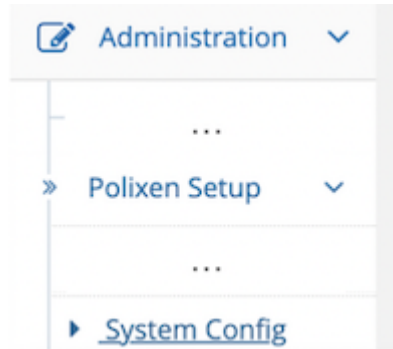 Administration
...
Polixen Setup
...
System Config